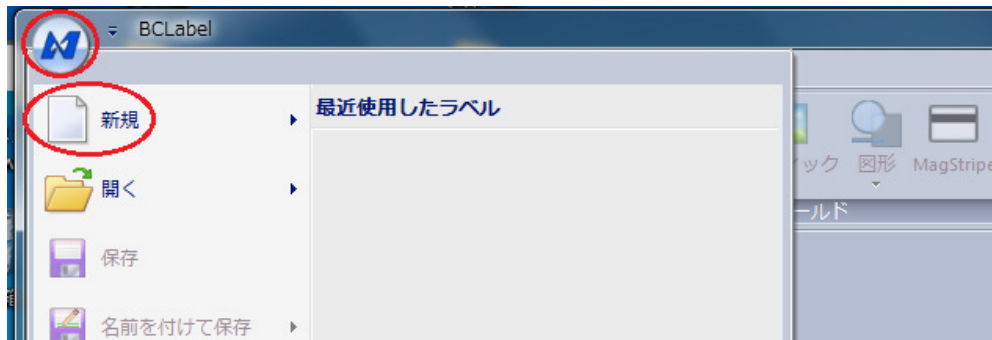 BCLabel
新規
最近使用したラベル
開く
保存
名前を付けて保存
ック
図形
MagStripe
ールド